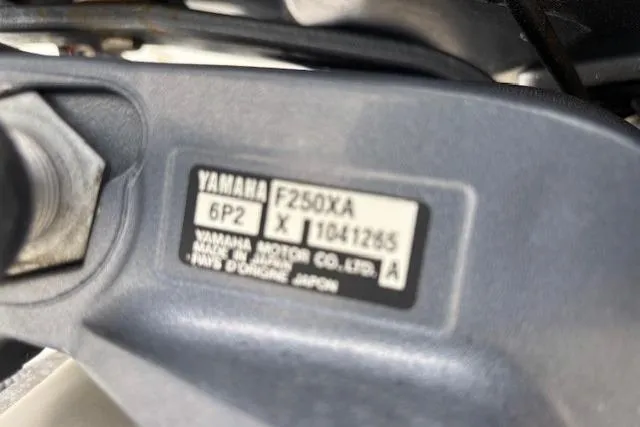 YAMAHA F250XA
6P2 X 1041265
YAMAHA MOTOR CO.,LTD. A
MADE IN JAPAN
PAYS D'ORIGINE JAPON